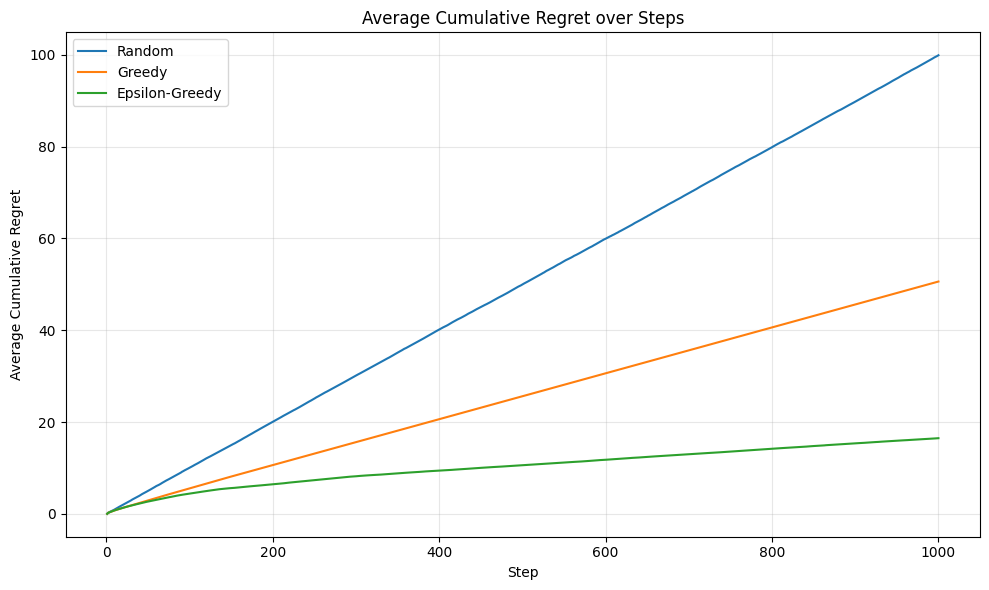 Average Cumulative Regret over Steps
Random
Greedy
Epsilon-Greedy
Average Cumulative Regret
100
80
60
40
20
0
0 200 400 600 800 1000
Step